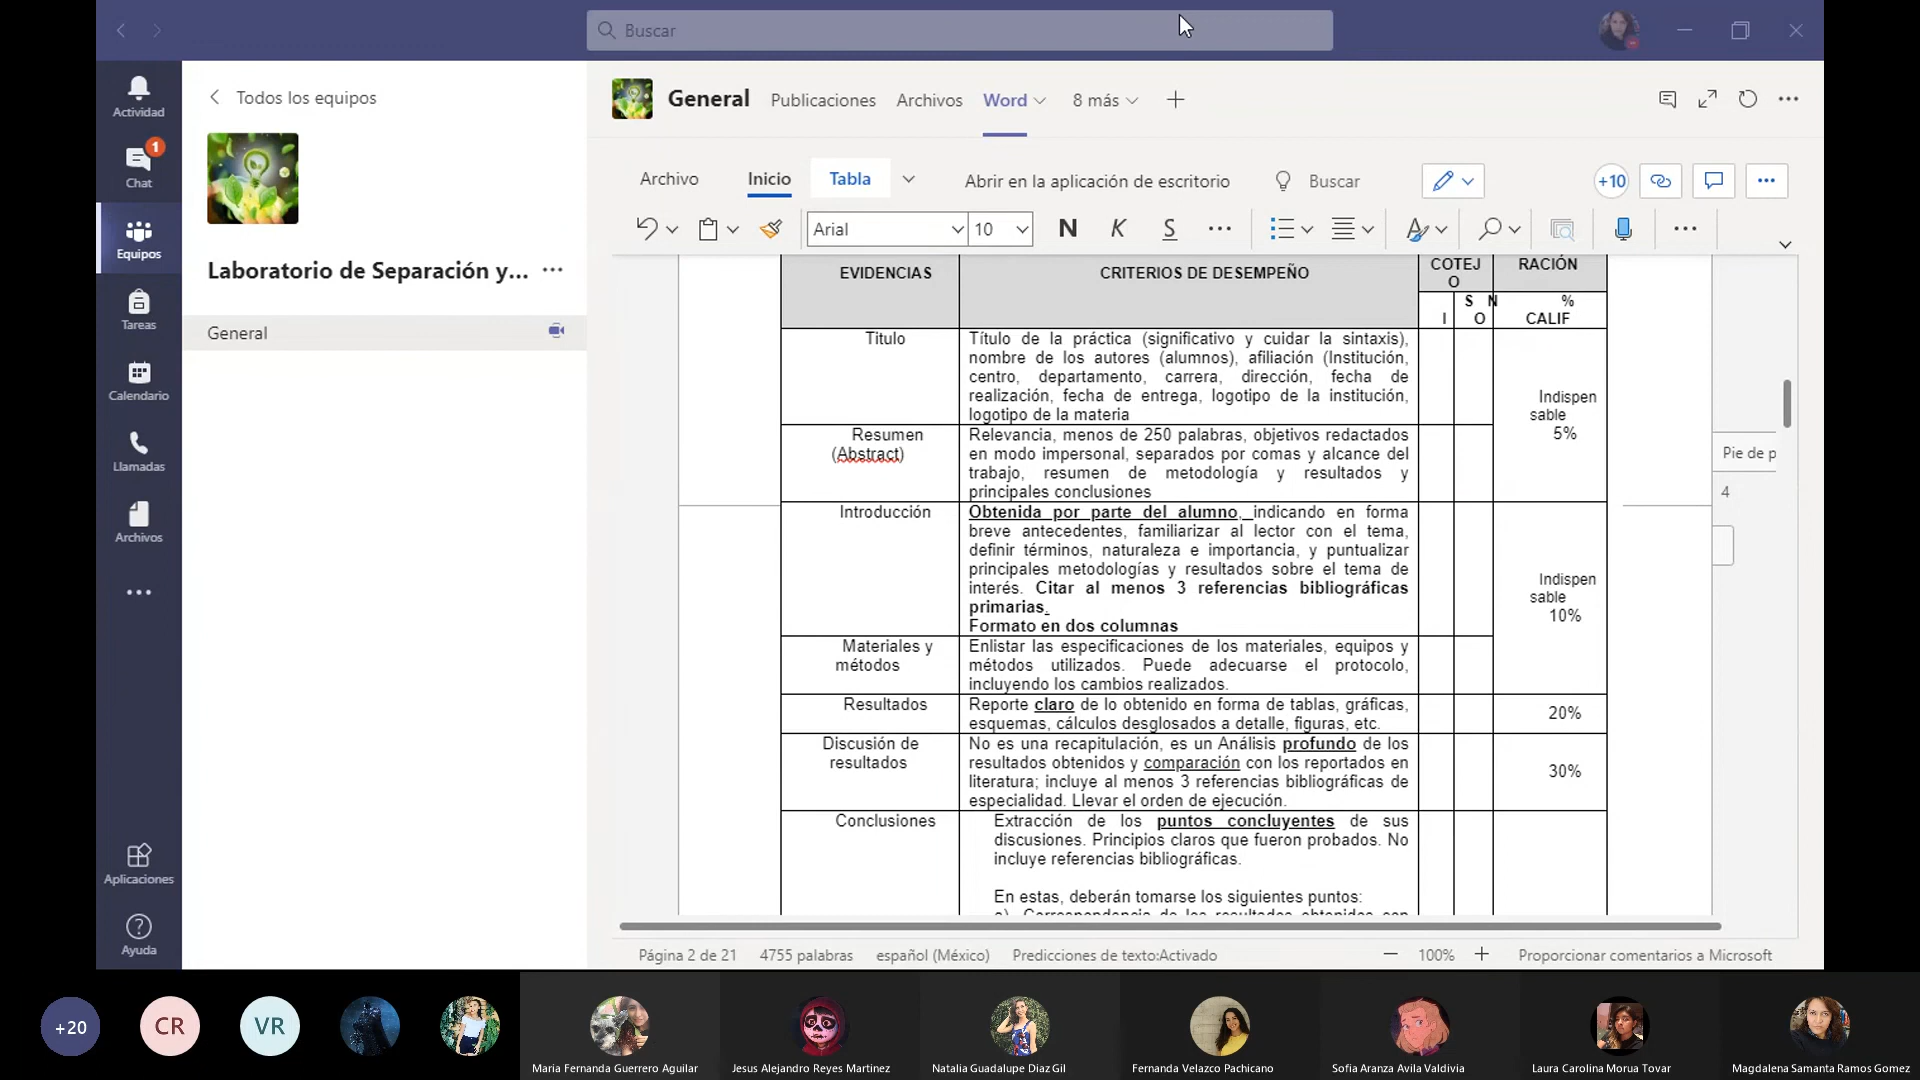 Buscar
Actividad
1
Chat
Equipos
Tareas
Calendario
Llamadas
Archivos
Aplicaciones
Ayuda
Todos los equipos
Laboratorio de Separación y...
General
General
Publicaciones
Archivos
Word
8 más
Archivo
Inicio
Tabla
Abrir en la aplicación de escritorio
Buscar
+10
Arial
10
N
K
S
EVIDENCIAS
CRITERIOS DE DESEMPEÑO
COTEJ
O
RACIÓN
S
I
N
O
%
CALIF
Titulo
Título de la práctica (significativo y cuidar la sintaxis),
nombre de los autores (alumnos), afiliación (Institución,
centro, departamento, carrera, dirección, fecha de
realización, fecha de entrega, logotipo de la institución,
logotipo de la materia
Indispen
sable
5%
Resumen
(Abstract)
Relevancia, menos de 250 palabras, objetivos redactados
en modo impersonal, separados por comas y alcance del
trabajo, resumen de metodología y resultados y
principales conclusiones
Introducción
Obtenida por parte del alumno, indicando en forma
breve antecedentes, familiarizar al lector con el tema,
definir términos, naturaleza e importancia, y puntualizar
principales metodologías y resultados sobre el tema de
interés. Citar al menos 3 referencias bibliográficas
primarias.
Formato en dos columnas
Indispen
sable
10%
Materiales y
métodos
Enlistar las especificaciones de los materiales, equipos y
métodos utilizados. Puede adecuarse el protocolo,
incluyendo los cambios realizados.
Resultados
Reporte claro de lo obtenido en forma de tablas, gráficas,
esquemas, cálculos desglosados a detalle, figuras, etc.
20%
Discusión de
resultados
No es una recapitulación, es un Análisis profundo de los
resultados obtenidos y comparación con los reportados en
literatura; incluye al menos 3 referencias bibliográficas de
especialidad. Llevar el orden de ejecución.
30%
Conclusiones
Extracción de los puntos concluyentes de sus
discusiones. Principios claros que fueron probados. No
incluye referencias bibliográficas.
En estas, deberán tomarse los siguientes puntos:
a) Correspondencia de los resultados obtenidos con
Pie de p
4
Página 2 de 21
4755 palabras
español (México)
Predicciones de texto:Activado
100%
Proporcionar comentarios a Microsoft
+20
CR
VR
Maria Fernanda Guerrero Aguilar
Jesus Alejandro Reyes Martinez
Natalia Guadalupe Diaz Gil
Fernanda Velazco Pachicano
Sofia Aranza Avila Valdivia
Laura Carolina Morua Tovar
Magdalena Samanta Ramos Gomez